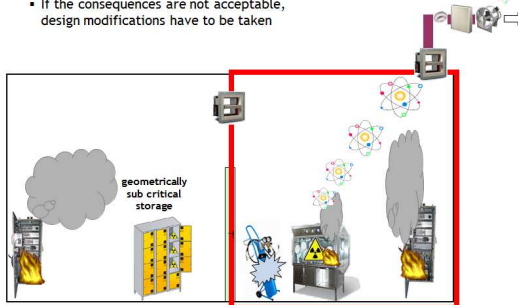 ▪ If the consequences are not acceptable,
design modifications have to be taken
geometrically
sub critical
storage